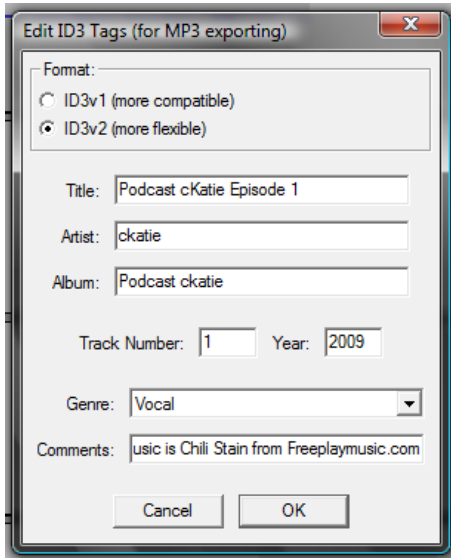 Edit ID3 Tags (for MP3 exporting)
Format:
ID3v1 (more compatible)
ID3v2 (more flexible)
Title: Podcast cKatie Episode 1
Artist: ckatie
Album: Podcast ckatie
Track Number: 1 Year: 2009
Genre: Vocal
Comments: usic is Chili Stain from Freeplaymusic.com
Cancel OK